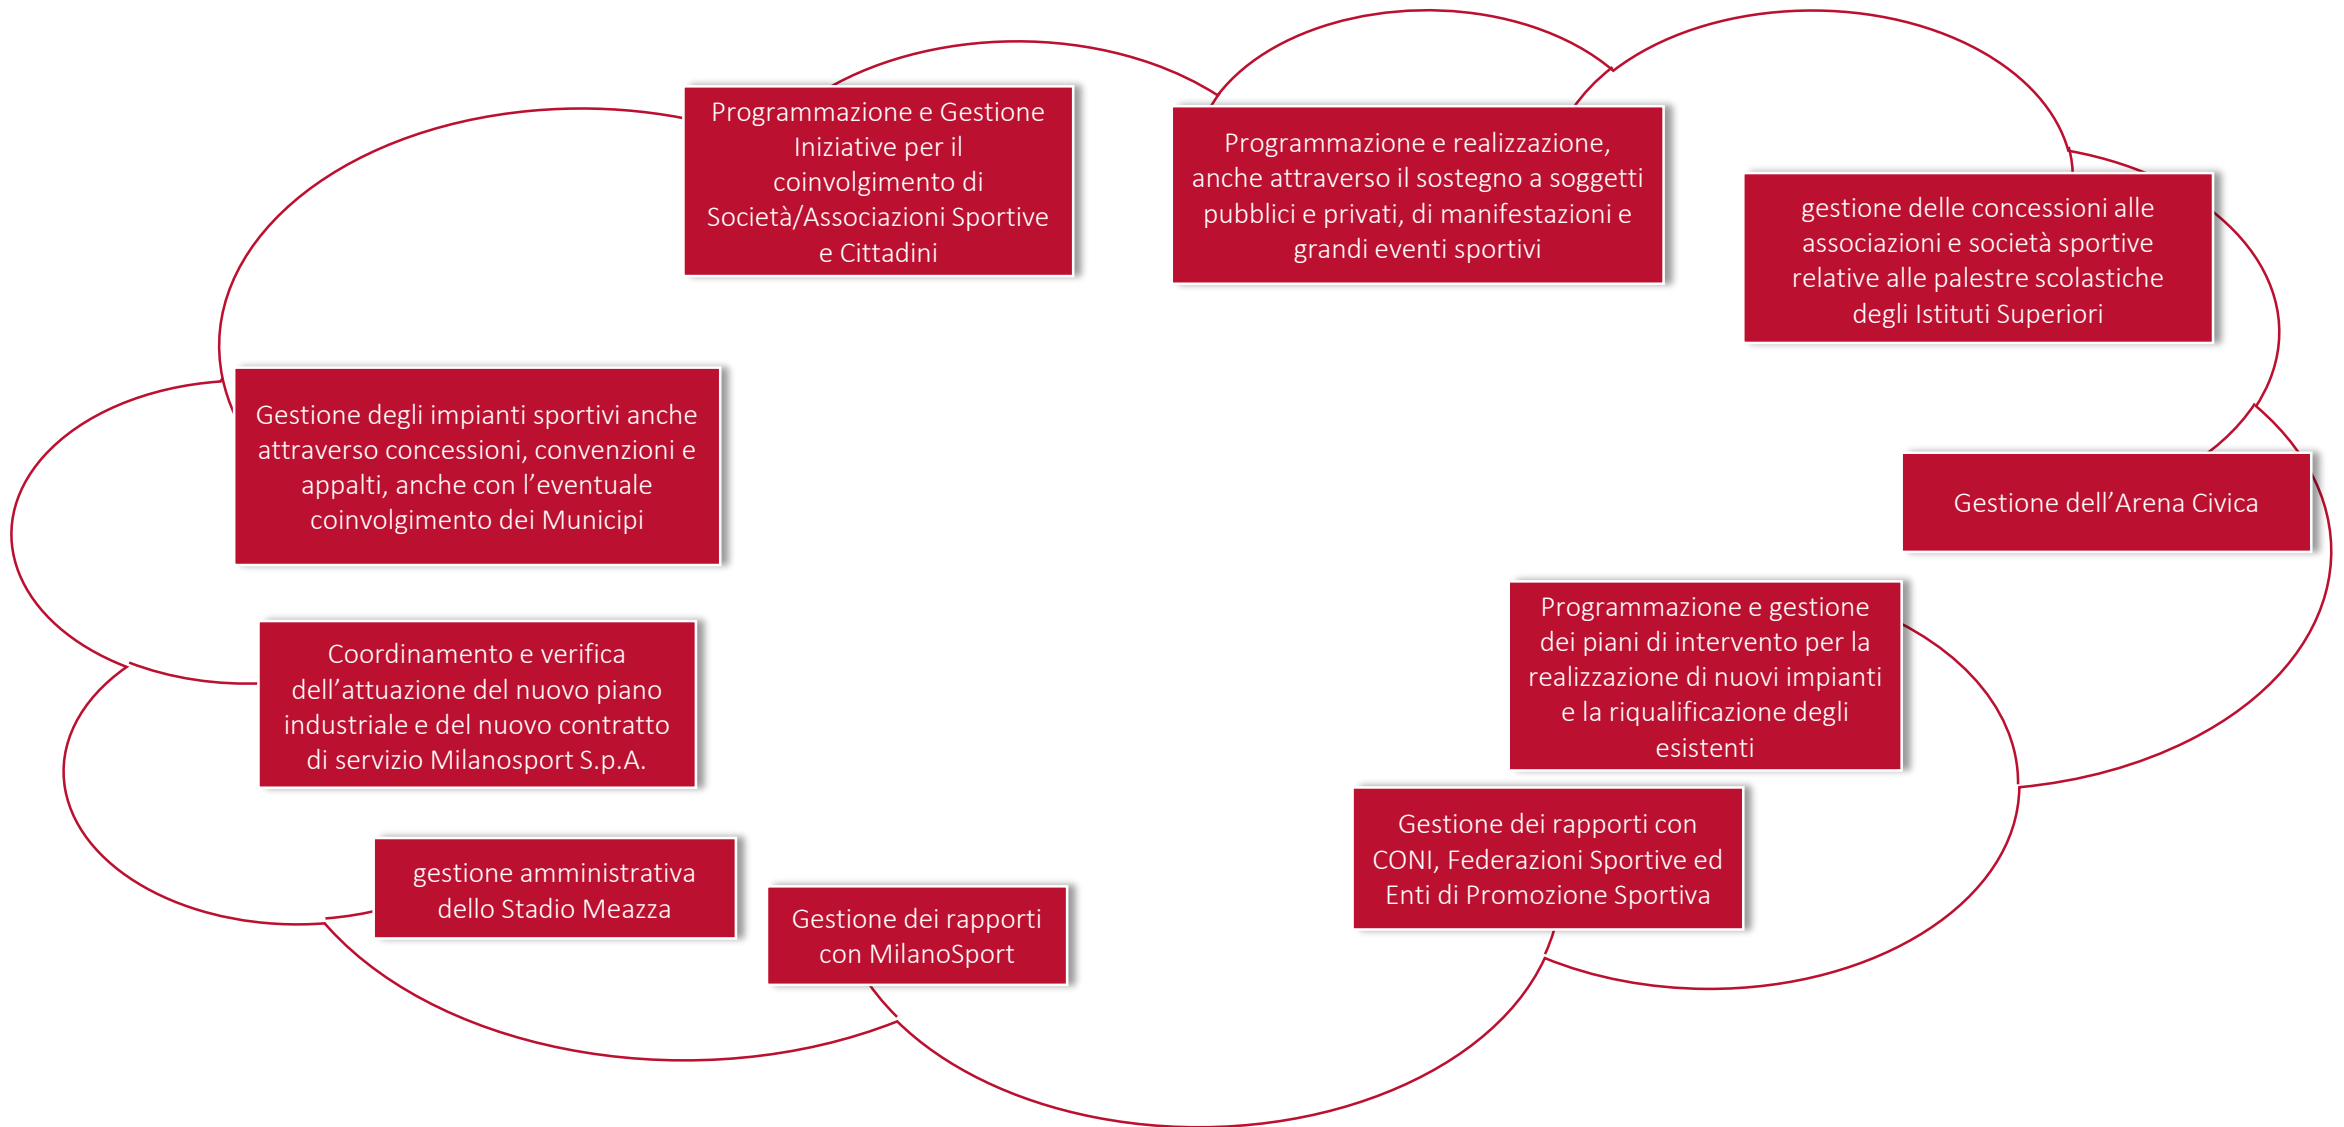 Programmazione e Gestione
Iniziative per il
coinvolgimento di
Società/Associazioni Sportive
e Cittadini
Programmazione e realizzazione,
anche attraverso il sostegno a soggetti
pubblici e privati, di manifestazioni e
grandi eventi sportivi
gestione delle concessioni alle
associazioni e società sportive
relative alle palestre scolastiche
degli Istituti Superiori
Gestione degli impianti sportivi anche
attraverso concessioni, convenzioni e
appalti, anche con l’eventuale
coinvolgimento dei Municipi
Gestione dell’Arena Civica
Programmazione e gestione
dei piani di intervento per la
realizzazione di nuovi impianti
e la riqualificazione degli
esistenti
Coordinamento e verifica
dell’attuazione del nuovo piano
industriale e del nuovo contratto
di servizio Milanosport S.p.A.
Gestione dei rapporti con
CONI, Federazioni Sportive ed
Enti di Promozione Sportiva
gestione amministrativa
dello Stadio Meazza
Gestione dei rapporti
con MilanoSport